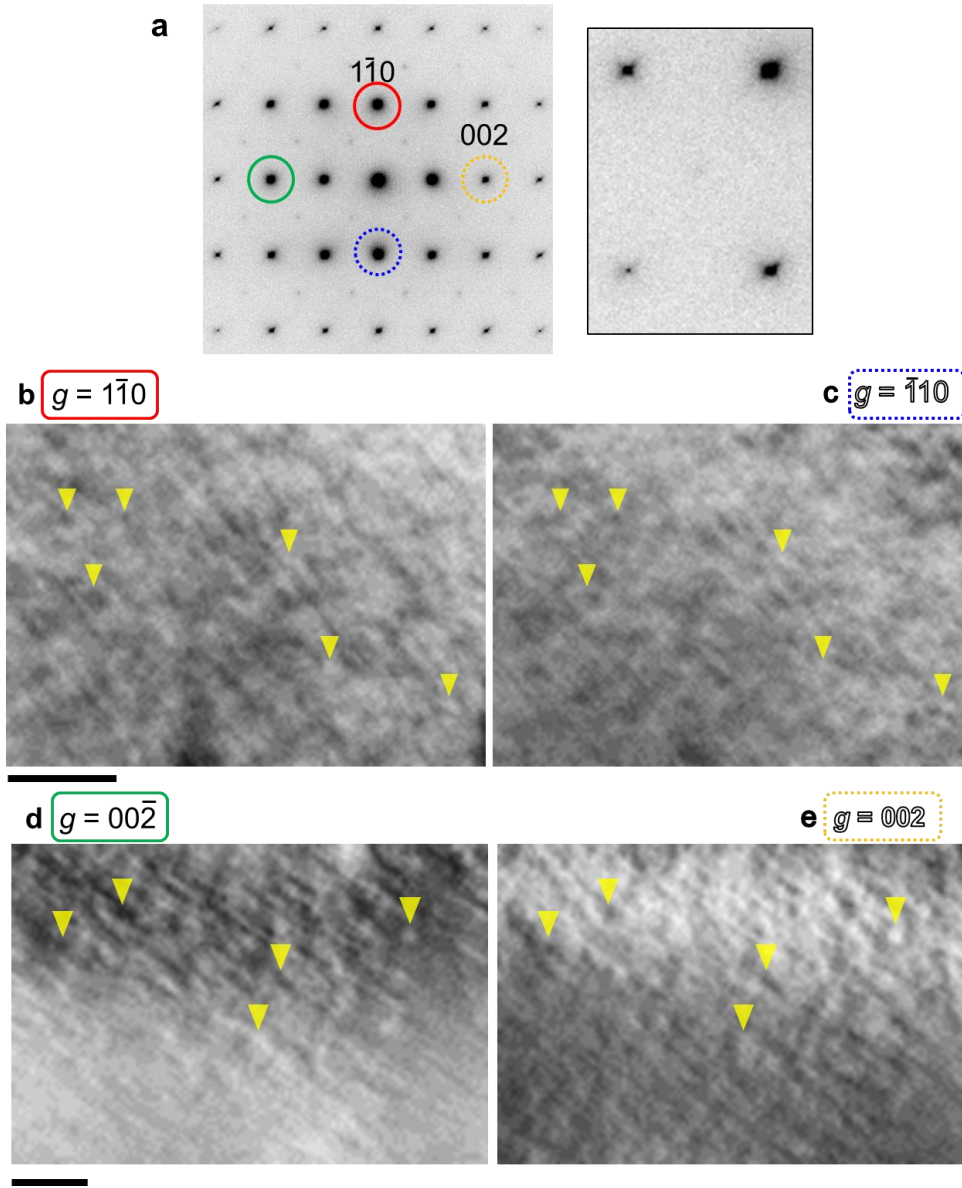 a
11̄0
002
b g = 11̄0
c g = 1̄10
d g = 002̄
e g = 002